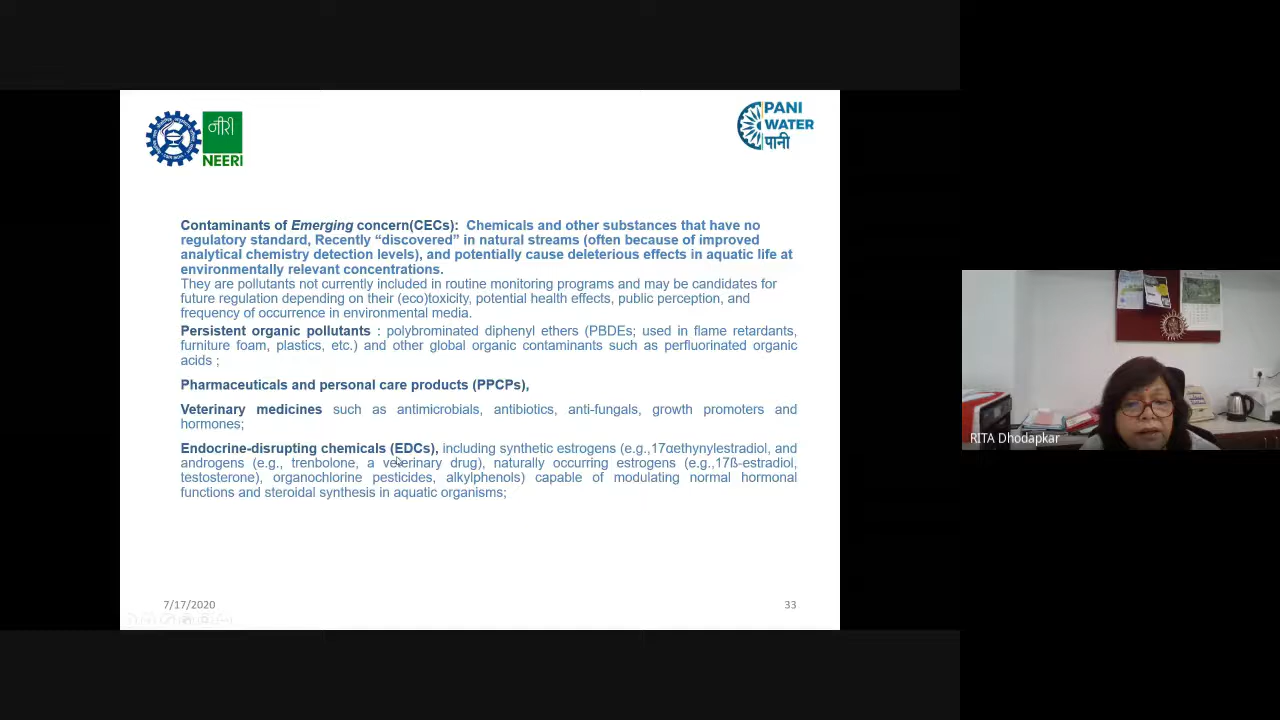 नीरी
NEERI
PANI
WATER
पानी
Contaminants of Emerging concern(CECs):  Chemicals and other substances that have no
regulatory standard, Recently “discovered” in natural streams (often because of improved
analytical chemistry detection levels), and potentially cause deleterious effects in aquatic life at
environmentally relevant concentrations.
They are pollutants not currently included in routine monitoring programs and may be candidates for
future regulation depending on their (eco)toxicity, potential health effects, public perception, and
frequency of occurrence in environmental media.
Persistent organic pollutants : polybrominated diphenyl ethers (PBDEs; used in flame retardants,
furniture foam, plastics, etc.) and other global organic contaminants such as perfluorinated organic
acids ;
Pharmaceuticals and personal care products (PPCPs),
Veterinary medicines such as antimicrobials, antibiotics, anti-fungals, growth promoters and
hormones;
Endocrine-disrupting chemicals (EDCs), including synthetic estrogens (e.g.,17αethynylestradiol, and
androgens (e.g., trenbolone, a veterinary drug), naturally occurring estrogens (e.g.,17ß-estradiol,
testosterone), organochlorine pesticides, alkylphenols) capable of modulating normal hormonal
functions and steroidal synthesis in aquatic organisms;
7/17/2020
33
RITA Dhodapkar